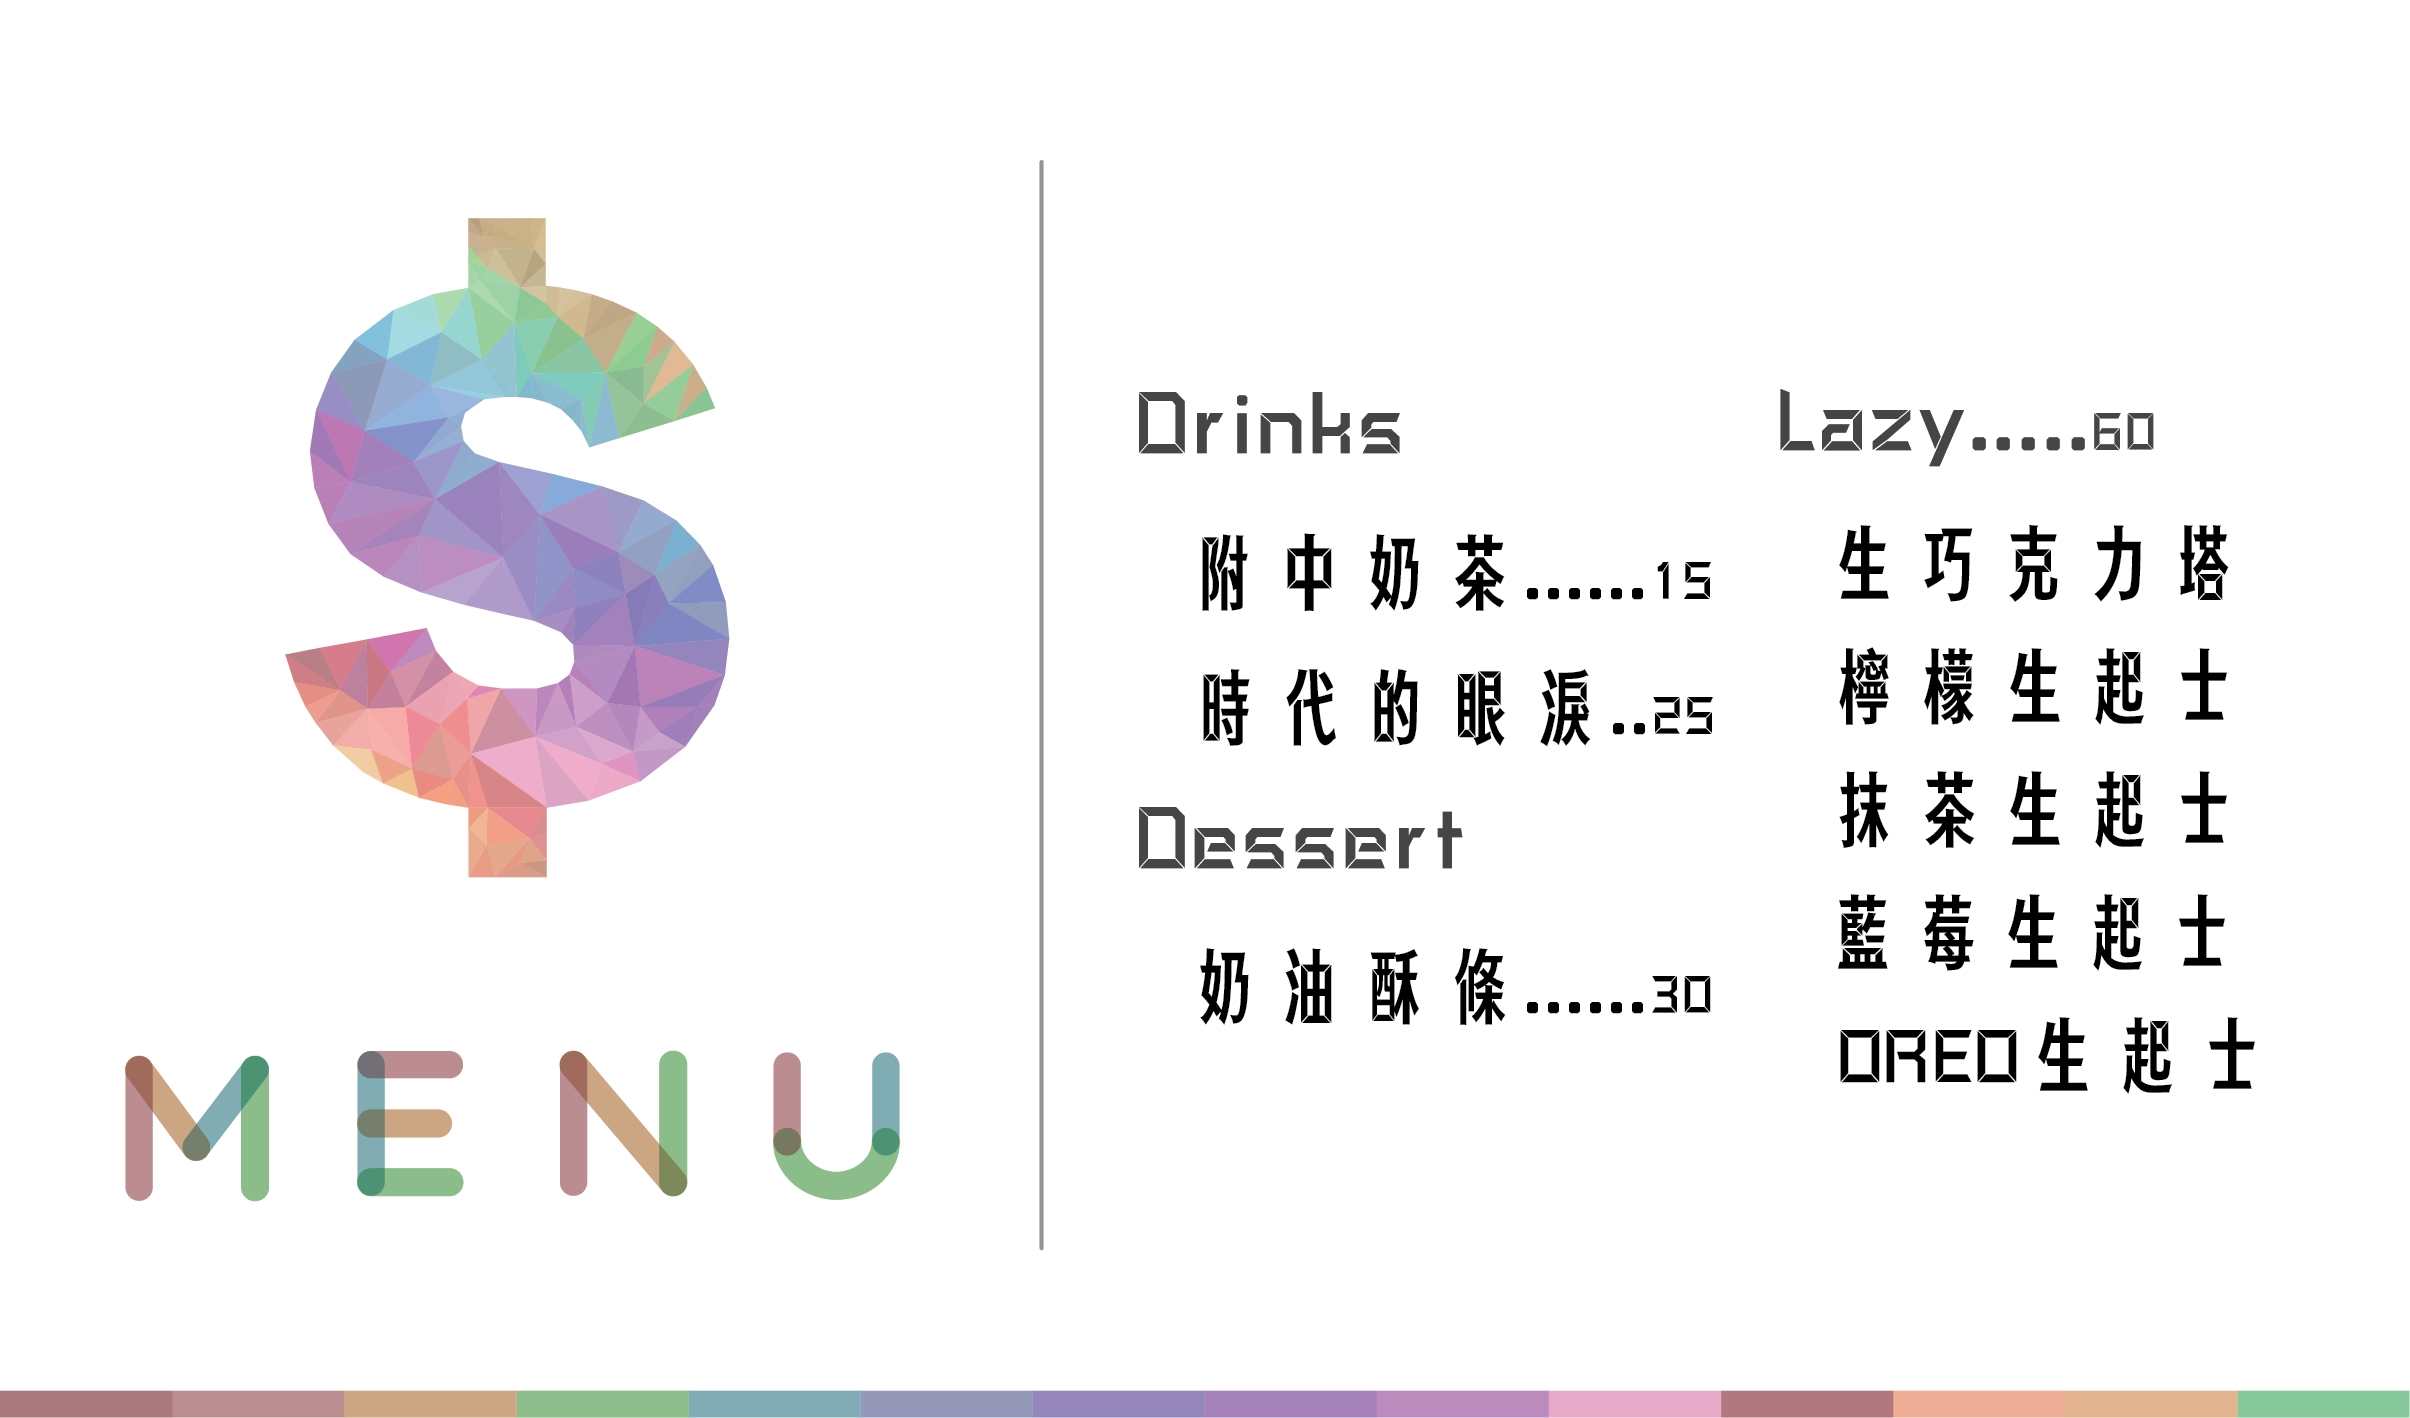 $
MENU
Drinks
附中奶茶......15
時代的眼淚..25
Dessert
奶油酥條......30
Lazy.....60
生巧克力塔
檸檬生起士
抹茶生起士
藍莓生起士
OREO生起士